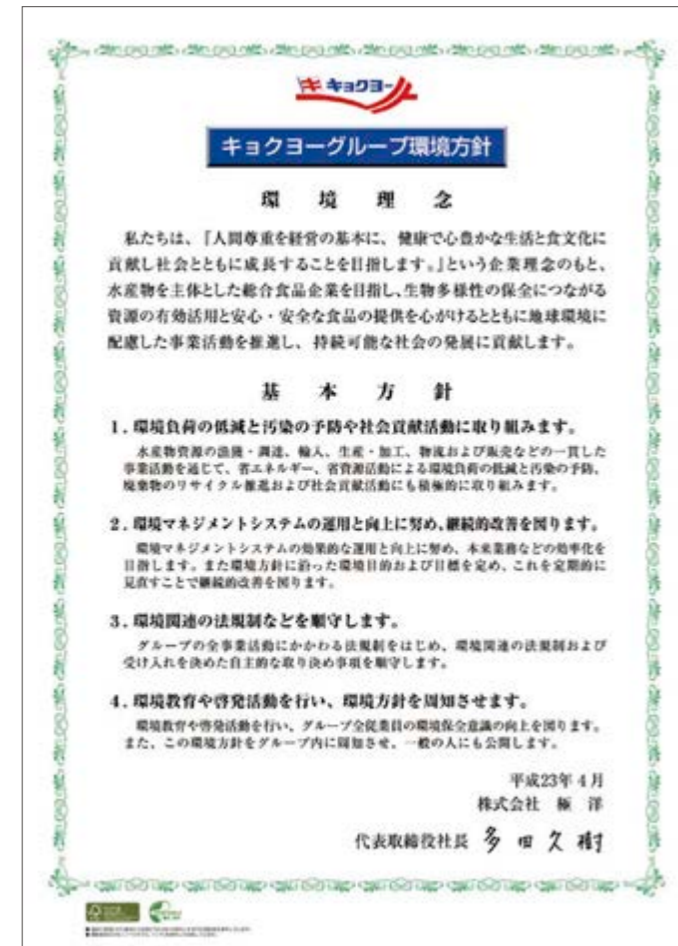 キョクヨー
キョクヨーグループ環境方針
環 境 理 念
私たちは、『人間尊重を経営の基本に、健康で心豊かな生活と食文化に
貢献し社会とともに成長することを目指します。』という企業理念のもと、
水産物を主体とした総合食品企業を目指し、生物多様性の保全につながる
資源の有効活用と安心・安全な食品の提供を心がけるとともに地球環境に
配慮した事業活動を推進し、持続可能な社会の発展に貢献します。
基 本 方 針
1．環境負荷の低減と汚染の予防や社会貢献活動に取り組みます。
水産物資源の漁獲・調達、輸入、生産・加工、物流および販売などの一貫した
事業活動を通じて、省エネルギー、省資源活動による環境負荷の低減と汚染の予防、
廃棄物のリサイクル推進および社会貢献活動にも積極的に取り組みます。
2．環境マネジメントシステムの運用と向上に努め、継続的改善を図ります。
環境マネジメントシステムの効果的な運用と向上に努め、本来業務などの効率化を
目指します。また環境方針に沿った環境目的および目標を定め、これを定期的に
見直すことで継続的改善を図ります。
3．環境関連の法規制などを順守します。
グループの全事業活動にかかわる法規制をはじめ、環境関連の法規制および
受け入れを決めた自主的な取り決め事項を順守します。
4．環境教育や啓発活動を行い、環境方針を周知させます。
環境教育や啓発活動を行い、グループ全従業員の環境保全意識の向上を図ります。
また、この環境方針をグループ内に周知させ、一般の人にも公開します。
平成23年4月
株式会社 極 洋
代表取締役社長 多田久樹